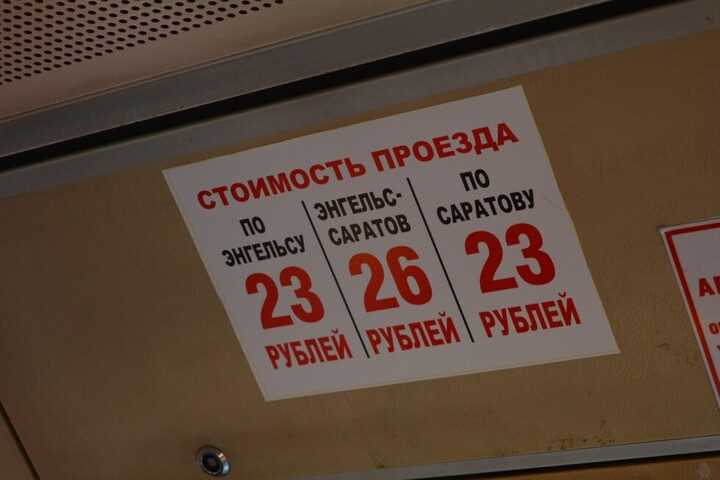 СТОИМОСТЬ ПРОЕЗДА
ПО
ЭНГЕЛЬСУ
23
РУБЛЕЙ
ЭНГЕЛЬС-
САРАТОВ
26
РУБЛЕЙ
ПО
САРАТОВУ
23
РУБЛЕЙ